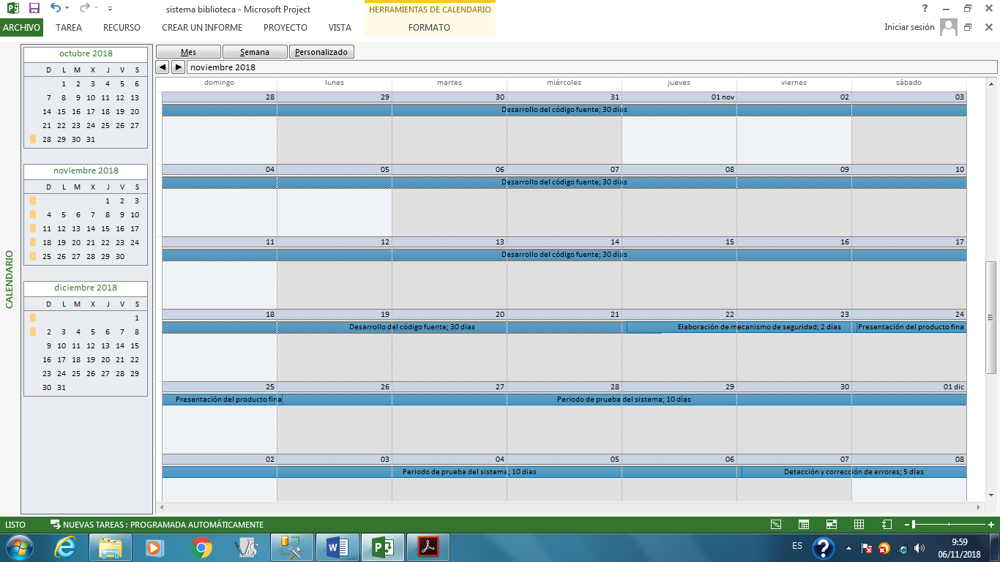 sistema biblioteca - Microsoft Project
HERRAMIENTAS DE CALENDARIO
ARCHIVO TAREA RECURSO CREAR UN INFORME PROYECTO VISTA FORMATO Iniciar sesión
CALENDARIO
octubre 2018
D L M X J V S
1 2 3 4 5 6
7 8 9 10 11 12 13
14 15 16 17 18 19 20
21 22 23 24 25 26 27
28 29 30 31
noviembre 2018
D L M X J V S
1 2 3
4 5 6 7 8 9 10
11 12 13 14 15 16 17
18 19 20 21 22 23 24
25 26 27 28 29 30
diciembre 2018
D L M X J V S
1
2 3 4 5 6 7 8
9 10 11 12 13 14 15
16 17 18 19 20 21 22
23 24 25 26 27 28 29
30 31
Mes Semana Personalizado
noviembre 2018
domingo lunes martes miércoles jueves viernes sábado
28 29 30 31 01 nov 02 03
Desarrollo del código fuente; 30 días
04 05 06 07 08 09 10
Desarrollo del código fuente; 30 días
11 12 13 14 15 16 17
Desarrollo del código fuente; 30 días
18 19 20 21 22 23 24
Desarrollo del código fuente; 30 días Elaboración de mecanismo de seguridad; 2 días Presentación del producto fina
25 26 27 28 29 30 01 dic
Presentación del producto fina Periodo de prueba del sistema; 10 días
02 03 04 05 06 07 08
Periodo de prueba del sistema; 10 días Detección y corrección de errores; 5 días
LISTO NUEVAS TAREAS : PROGRAMADA AUTOMÁTICAMENTE
ES
9:59
06/11/2018